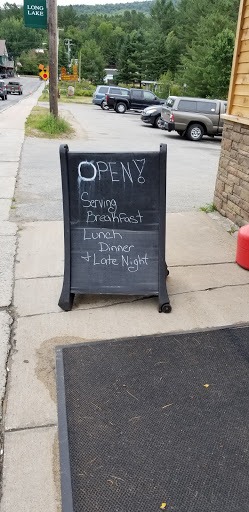 LONG
LAKE
OPEN!
Serving
Breakfast
Lunch
Dinner
+ Late Night